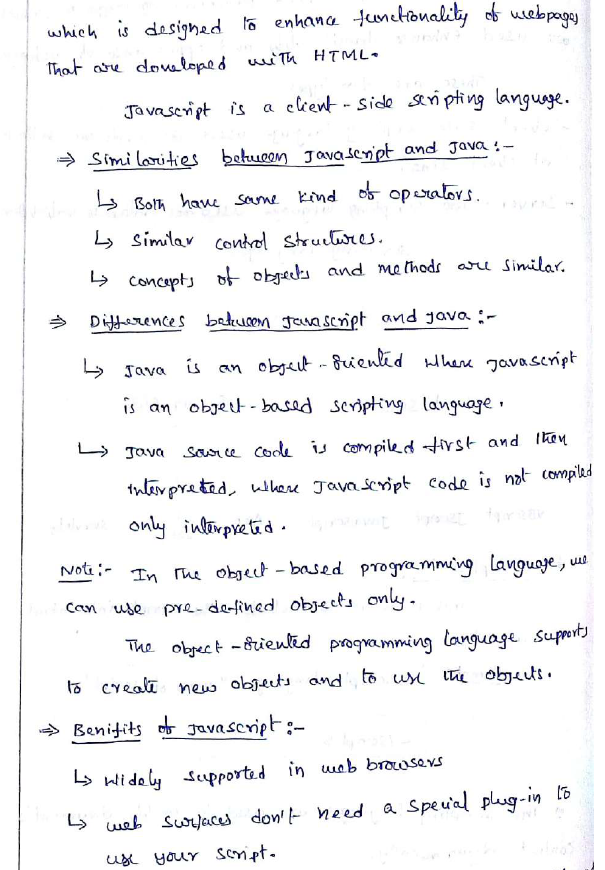 which is designed to enhance functionality of webpages
that are developed with HTML.
Javascript is a client - side scripting language.
⇒ Similarities between Javascript and Java :-
↳ Both have same kind of operators.
↳ Similar control structures.
↳ concepts of objects and methods are similar.
⇒ Differences between Javascript and Java :-
↳ Java is an object - oriented where Javascript
is an object - based scripting language.
↳ Java source code is compiled first and then
interpreted, where Javascript code is not compiled
only interpreted.
Note :- In the object - based programming language, we
can use pre-defined objects only.
The object - oriented programming language supports
to create new objects and to use the objects.
⇒ Benifits of Javascript :-
↳ Widely supported in web browsers
↳ web surfaces don't need a special plug-in to
use your script.